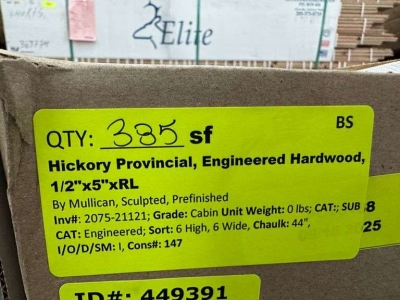 Elite
QTY: 385 sf
BS
Hickory Provincial, Engineered Hardwood,
1/2"x5"xRL
By Mullican, Sculpted, Prefinished
Inv#: 2075-21121; Grade: Cabin Unit Weight: 0 lbs; CAT:; SUB
CAT: Engineered; Sort: 6 High, 6 Wide, Chaulk: 44",
I/O/D/SM: I, Cons#: 147
8
025
ID#: 449391